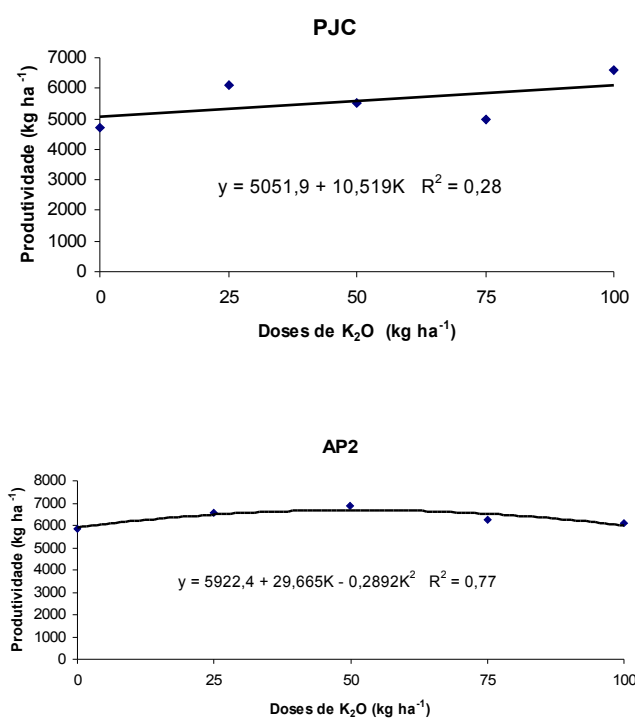 PJC
7000
6000
5000
4000
3000
2000
1000
0
Produtividade (kg ha⁻¹)
y = 5051,9 + 10,519K R² = 0,28
0 25 50 75 100
Doses de K₂O (kg ha⁻¹)
AP2
8000
7000
6000
5000
4000
3000
2000
1000
0
Produtividade (kg ha⁻¹)
y = 5922,4 + 29,665K - 0,2892K² R² = 0,77
0 25 50 75 100
Doses de K₂O (kg ha⁻¹)